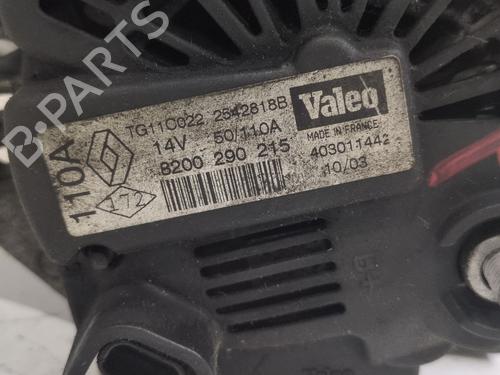 B-PARTS
TG11C022 2542818B
14V 50/110A
8200 290 215
110A
172
Valeo
MADE IN FRANCE
403011442
10/03